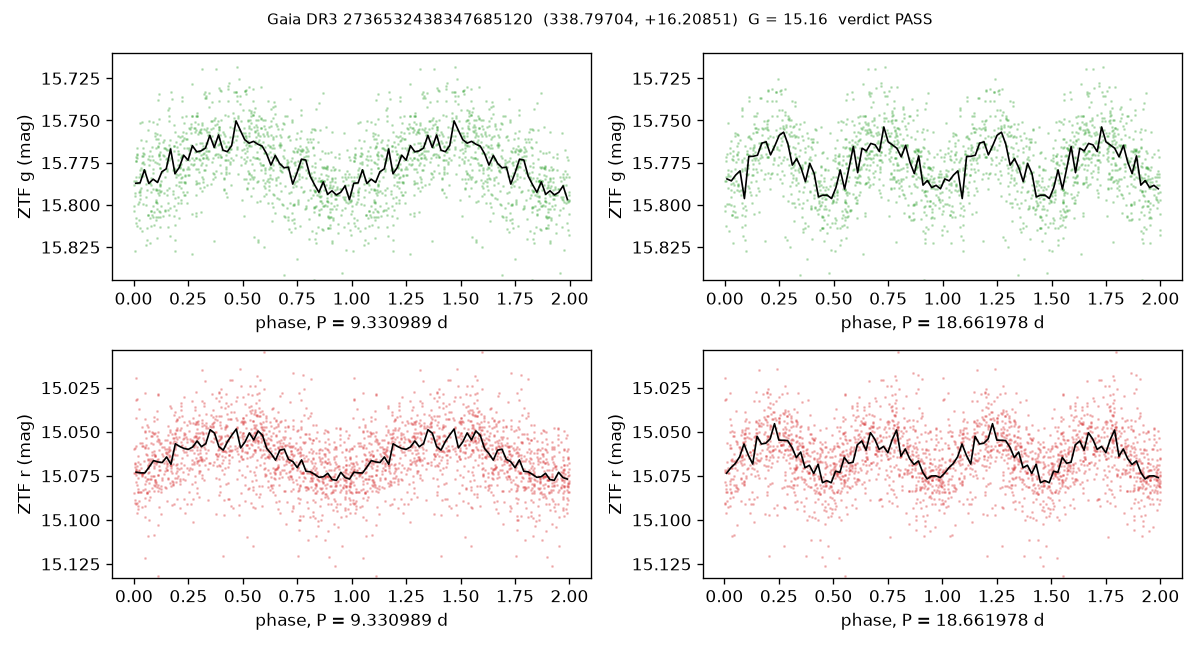 Gaia DR3 2736532438347685120 (338.79704, +16.20851) G = 15.16 verdict PASS
ZTF g (mag)
15.725
15.750
15.775
15.800
15.825
0.00 0.25 0.50 0.75 1.00 1.25 1.50 1.75 2.00
phase, P = 9.330989 d
ZTF g (mag)
15.725
15.750
15.775
15.800
15.825
0.00 0.25 0.50 0.75 1.00 1.25 1.50 1.75 2.00
phase, P = 18.661978 d
ZTF r (mag)
15.025
15.050
15.075
15.100
15.125
0.00 0.25 0.50 0.75 1.00 1.25 1.50 1.75 2.00
phase, P = 9.330989 d
ZTF r (mag)
15.025
15.050
15.075
15.100
15.125
0.00 0.25 0.50 0.75 1.00 1.25 1.50 1.75 2.00
phase, P = 18.661978 d